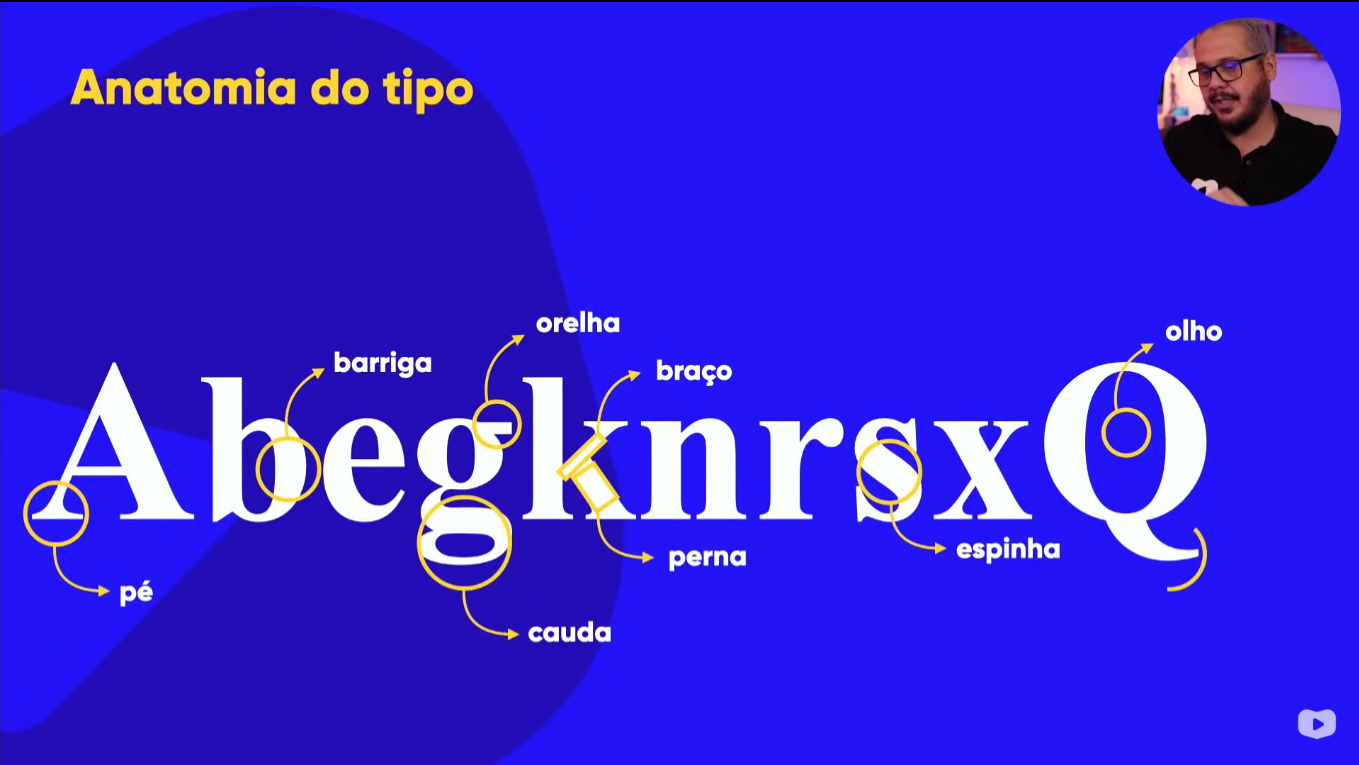 Anatomia do tipo
orelha
olho
barriga
braço
AbegknrsxQ
espinha
perna
pé
cauda